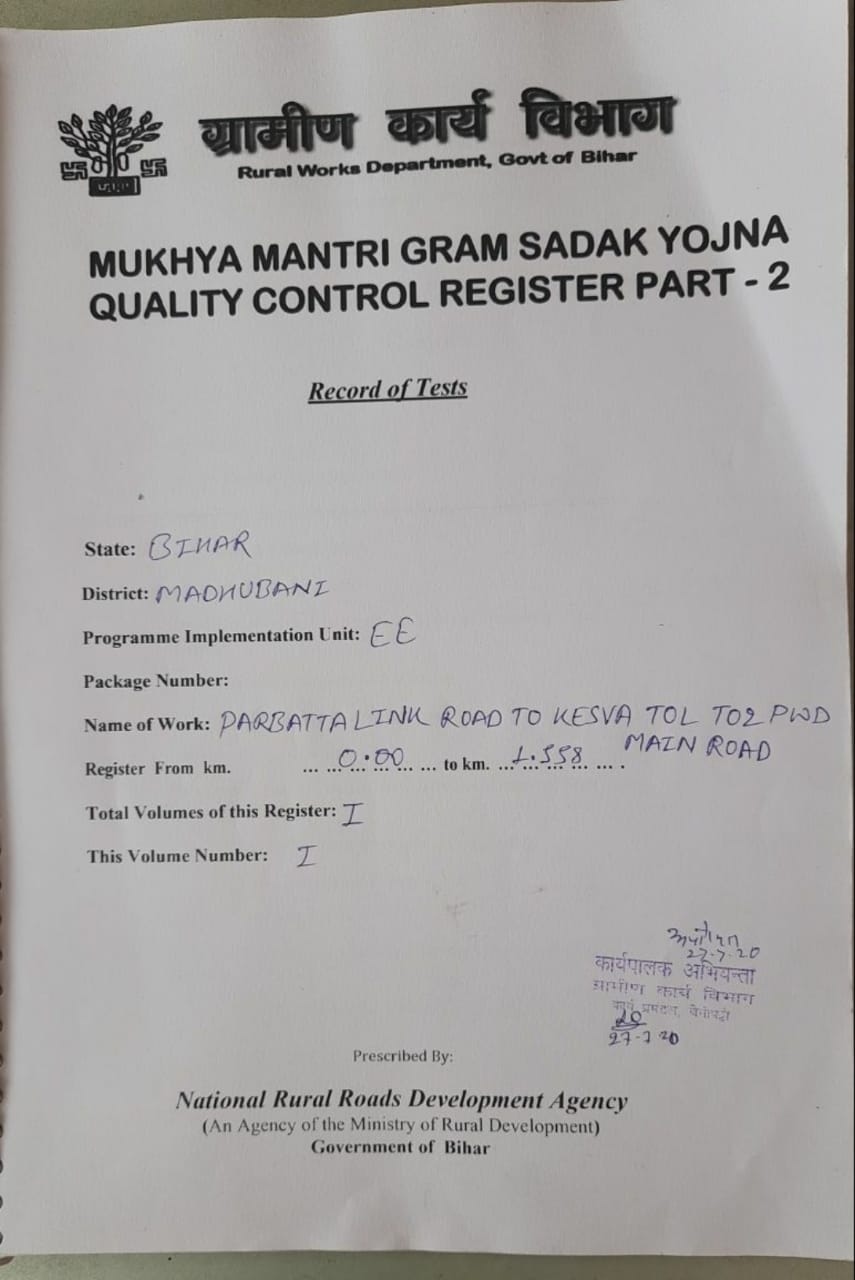 ग्रामीण कार्य विभाग
Rural Works Department, Govt of Bihar
MUKHYA MANTRI GRAM SADAK YOJNA
QUALITY CONTROL REGISTER PART - 2
Record of Tests
State: BIHAR
District: MADHUBANI
Programme Implementation Unit: EE
Package Number:
Name of Work: PARBATTA LINK ROAD TO KESVA TOL TO2 PWD
MAIN ROAD
Register From km. ... ...0.00... ... to km. ...1.558... ... .
Total Volumes of this Register: I
This Volume Number: I
27.7.20
कार्यपालक अभियन्ता
ग्रामीण कार्य विभाग
कार्य प्रमंडल, बेनीपट्टी
27-7 20
Prescribed By:
National Rural Roads Development Agency
(An Agency of the Ministry of Rural Development)
Government of Bihar